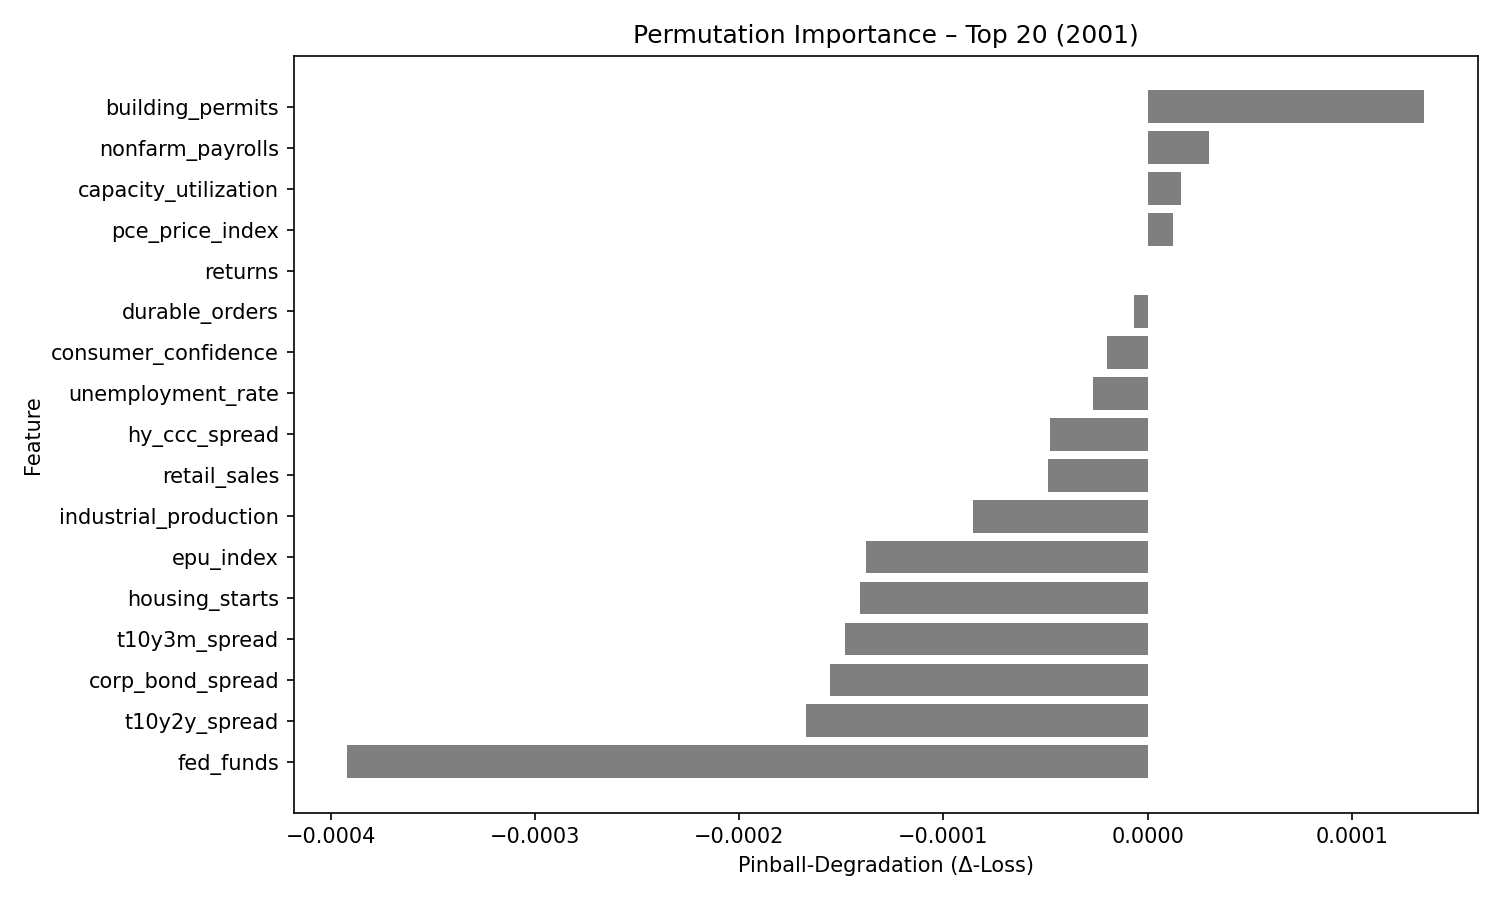 Permutation Importance – Top 20 (2001)
Feature
building_permits
nonfarm_payrolls
capacity_utilization
pce_price_index
returns
durable_orders
consumer_confidence
unemployment_rate
hy_ccc_spread
retail_sales
industrial_production
epu_index
housing_starts
t10y3m_spread
corp_bond_spread
t10y2y_spread
fed_funds
−0.0004 −0.0003 −0.0002 −0.0001 0.0000 0.0001
Pinball-Degradation (Δ-Loss)